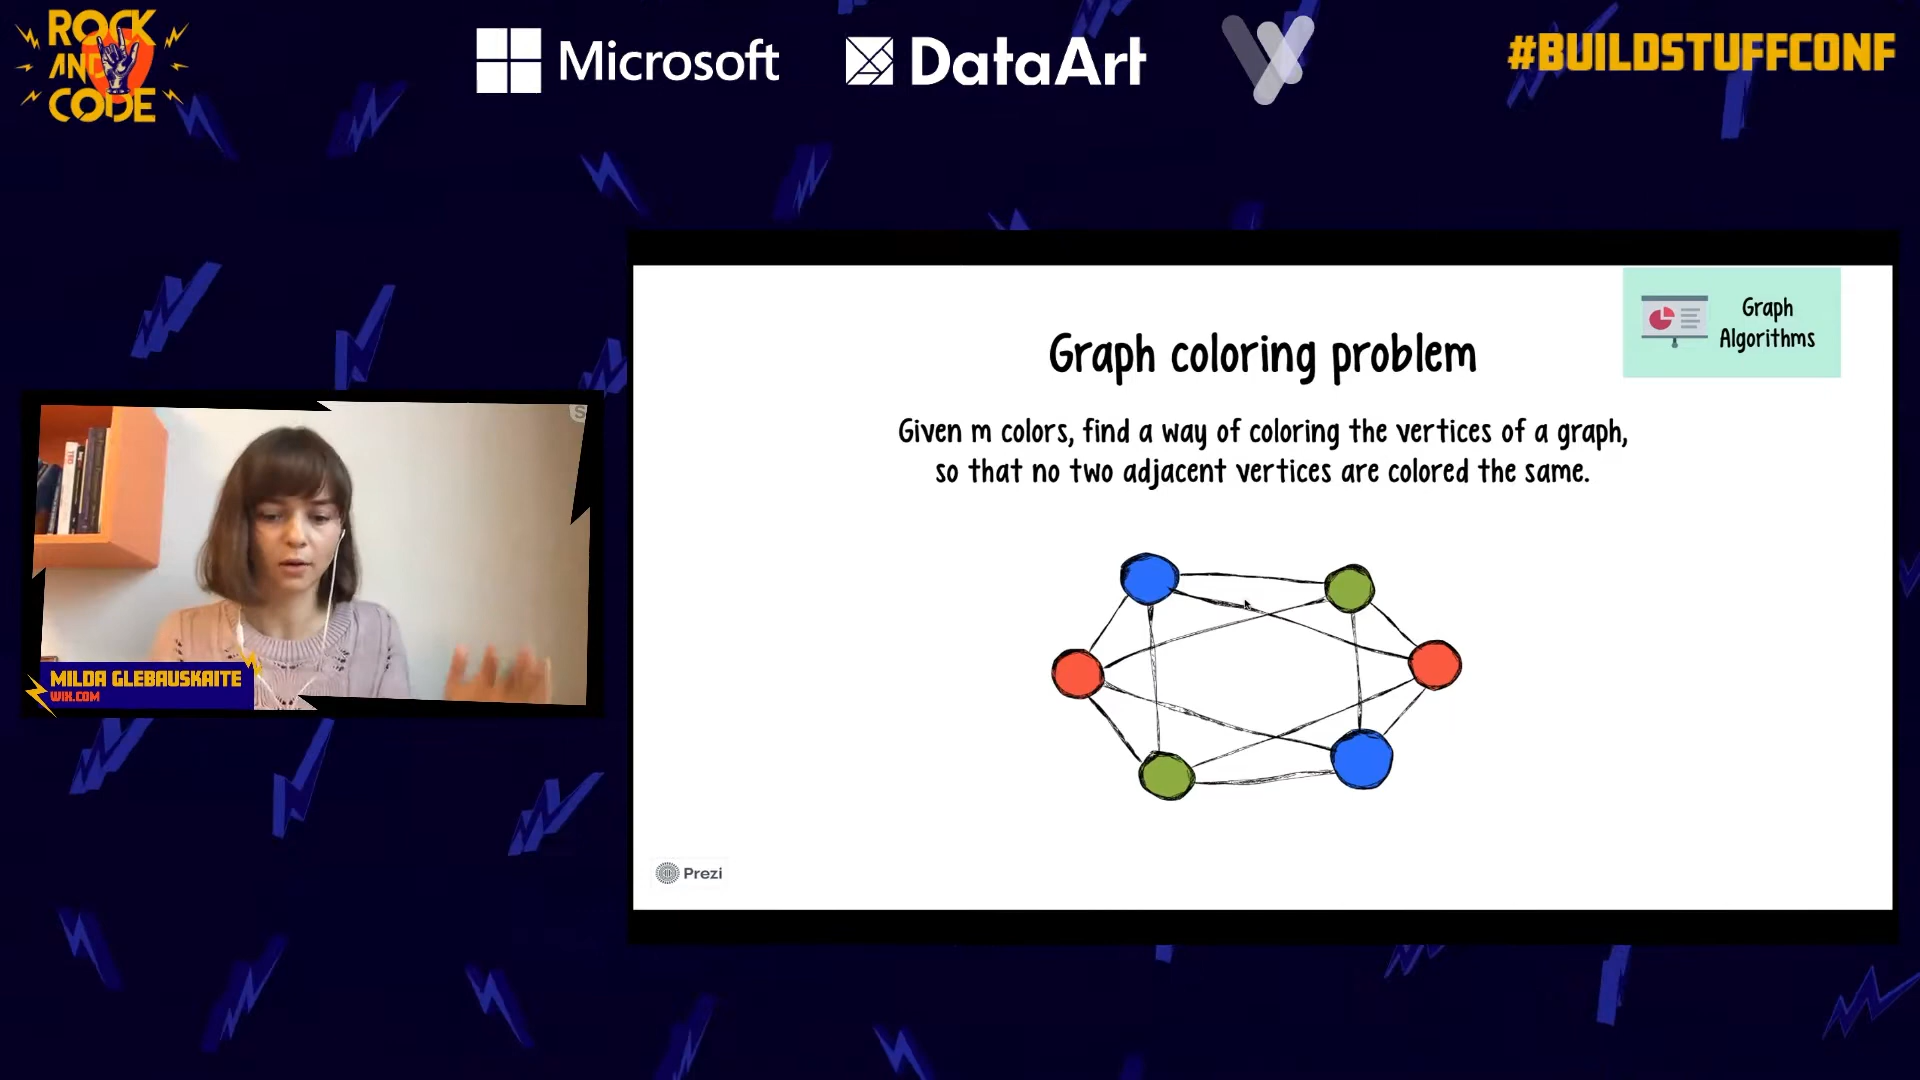 ROCK
AND
CODE
Microsoft
DataArt
#BUILDSTUFFCONF
Graph
Algorithms
Graph coloring problem
Given m colors, find a way of coloring the vertices of a graph,
so that no two adjacent vertices are colored the same.
S
MILDA GLEBAUSKAITE
WIX.COM
Prezi